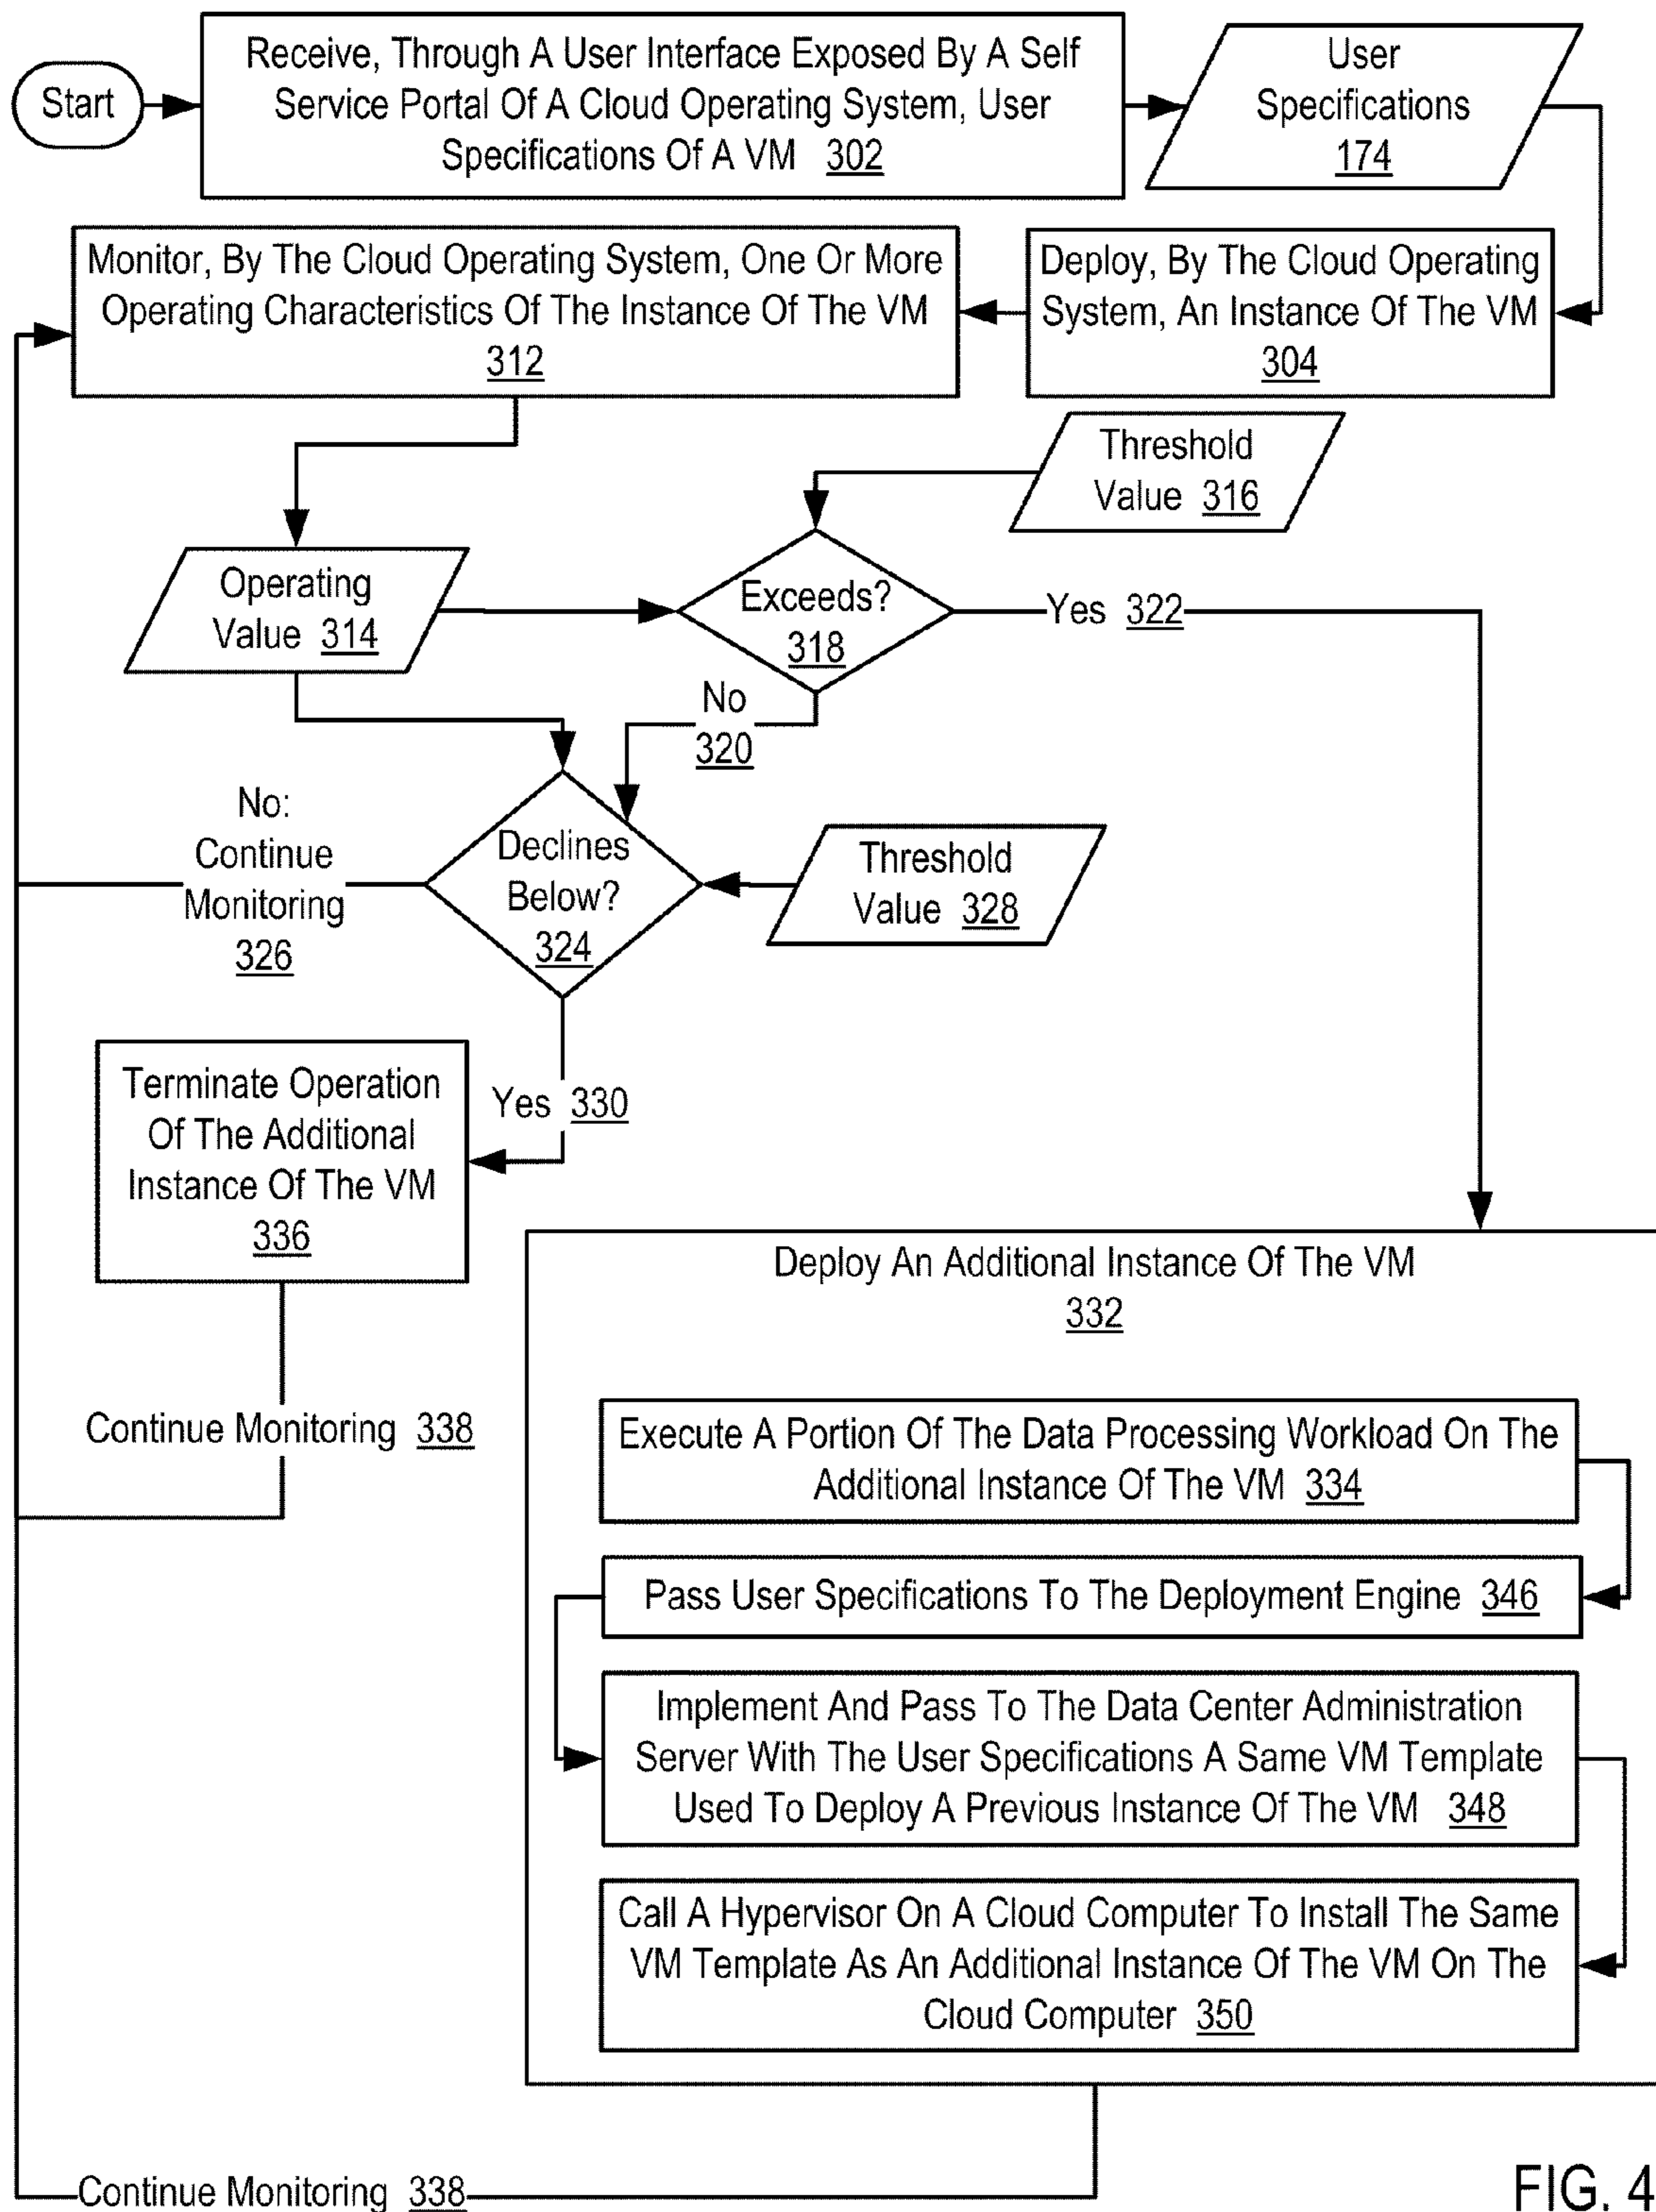 Start
Receive, Through A User Interface Exposed By A Self
Service Portal Of A Cloud Operating System, User
Specifications Of A VM 302
User
Specifications
174
Monitor, By The Cloud Operating System, One Or More
Operating Characteristics Of The Instance Of The VM
312
Deploy, By The Cloud Operating
System, An Instance Of The VM
304
Threshold
Value 316
Operating
Value 314
Exceeds?
318
Yes 322
No
320
No:
Continue
Monitoring
326
Declines
Below?
324
Threshold
Value 328
Terminate Operation
Of The Additional
Instance Of The VM
336
Yes 330
Deploy An Additional Instance Of The VM
332
Continue Monitoring 338
Execute A Portion Of The Data Processing Workload On The
Additional Instance Of The VM 334
Pass User Specifications To The Deployment Engine 346
Implement And Pass To The Data Center Administration
Server With The User Specifications A Same VM Template
Used To Deploy A Previous Instance Of The VM 348
Call A Hypervisor On A Cloud Computer To Install The Same
VM Template As An Additional Instance Of The VM On The
Cloud Computer 350
Continue Monitoring 338
FIG. 4